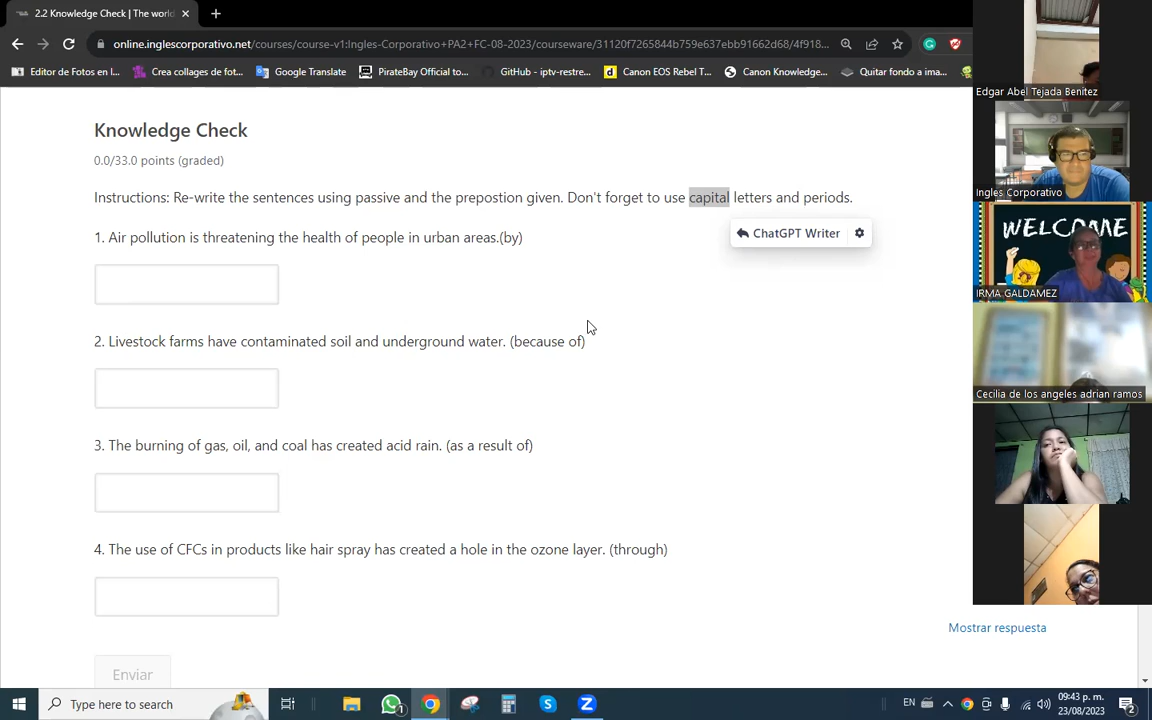 2.2 Knowledge Check | The world
online.inglescorporativo.net/courses/course-v1:Ingles-Corporativo+PA2+FC-08-2023/courseware/31120f7265844b759e637ebb91662d68/4f918...
Editor de Fotos en l...
Crea collages de fot...
Google Translate
PirateBay Official to...
GitHub - iptv-restre...
Canon EOS Rebel T...
Canon Knowledge...
Quitar fondo a ima...
Knowledge Check
0.0/33.0 points (graded)
Instructions: Re-write the sentences using passive and the prepostion given. Don't forget to use capital letters and periods.
ChatGPT Writer
1. Air pollution is threatening the health of people in urban areas.(by)
2. Livestock farms have contaminated soil and underground water. (because of)
3. The burning of gas, oil, and coal has created acid rain. (as a result of)
4. The use of CFCs in products like hair spray has created a hole in the ozone layer. (through)
Mostrar respuesta
Enviar
Edgar Abel Tejada Benitez
Ingles Corporativo
WELCOME
IRMA GALDAMEZ
Cecilia de los angeles adrian ramos
Type here to search
1
EN
09:43 p. m.
23/08/2023
2